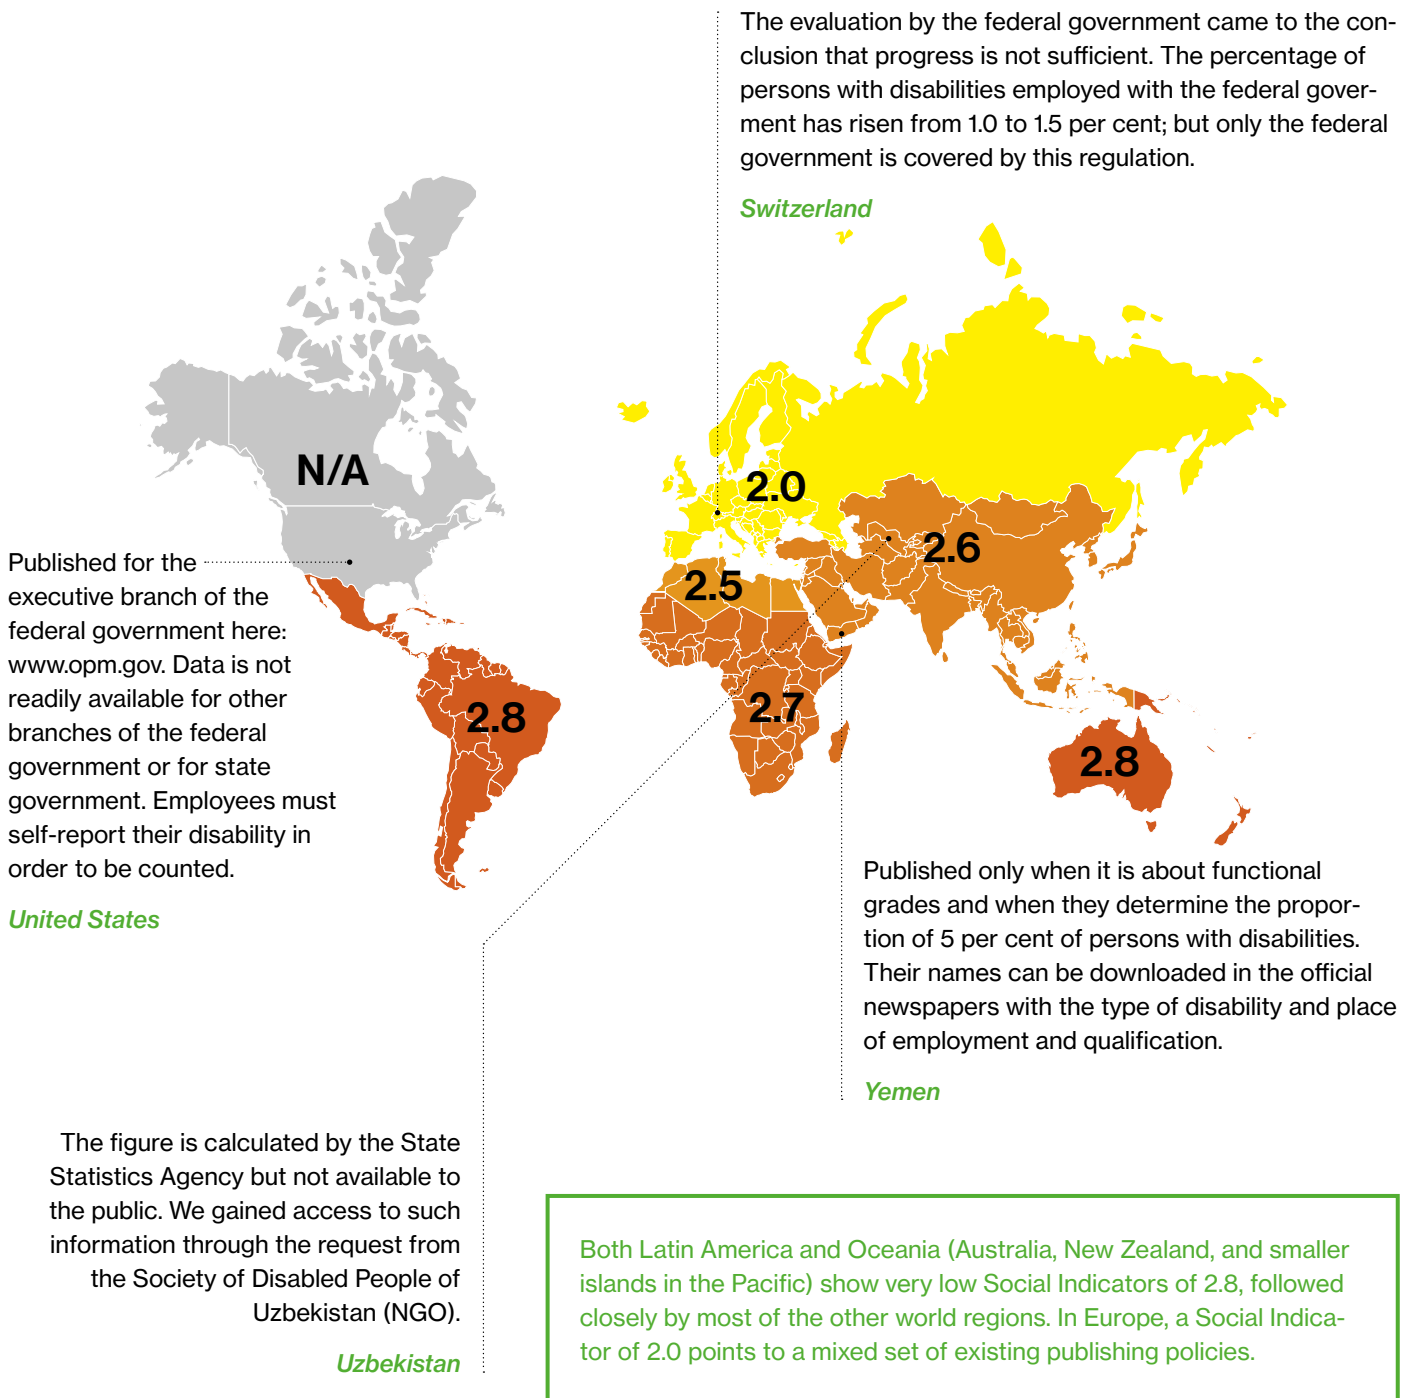 The evaluation by the federal government came to the con-
clusion that progress is not sufficient. The percentage of
persons with disabilities employed with the federal gover-
ment has risen from 1.0 to 1.5 per cent; but only the federal
government is covered by this regulation.
Switzerland
N/A
2.0
2.6
2.5
2.7
2.8
2.8
Published for the
executive branch of the
federal government here:
www.opm.gov. Data is not
readily available for other
branches of the federal
government or for state
government. Employees must
self-report their disability in
order to be counted.
United States
Published only when it is about functional
grades and when they determine the propor-
tion of 5 per cent of persons with disabilities.
Their names can be downloaded in the official
newspapers with the type of disability and place
of employment and qualification.
Yemen
The figure is calculated by the State
Statistics Agency but not available to
the public. We gained access to such
information through the request from
the Society of Disabled People of
Uzbekistan (NGO).
Uzbekistan
Both Latin America and Oceania (Australia, New Zealand, and smaller
islands in the Pacific) show very low Social Indicators of 2.8, followed
closely by most of the other world regions. In Europe, a Social Indica-
tor of 2.0 points to a mixed set of existing publishing policies.